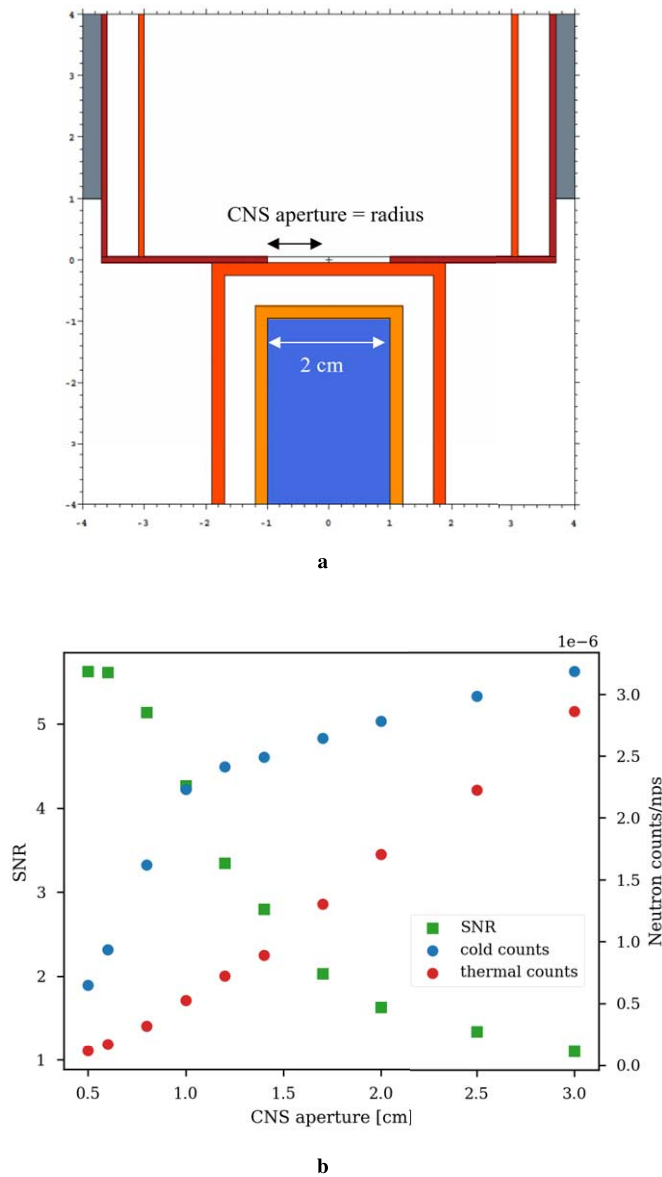 4
3
2
1
CNS aperture = radius
0
-1
2 cm
-2
-3
-4
-4 -3 -2 -1 0 1 2 3 4
a
1e−6
5
4
3
2
1
SNR
3.0
2.5
2.0
1.5
1.0
0.5
0.0
Neutron counts/nps
SNR
cold counts
thermal counts
0.5 1.0 1.5 2.0 2.5 3.0
CNS aperture [cm]
b